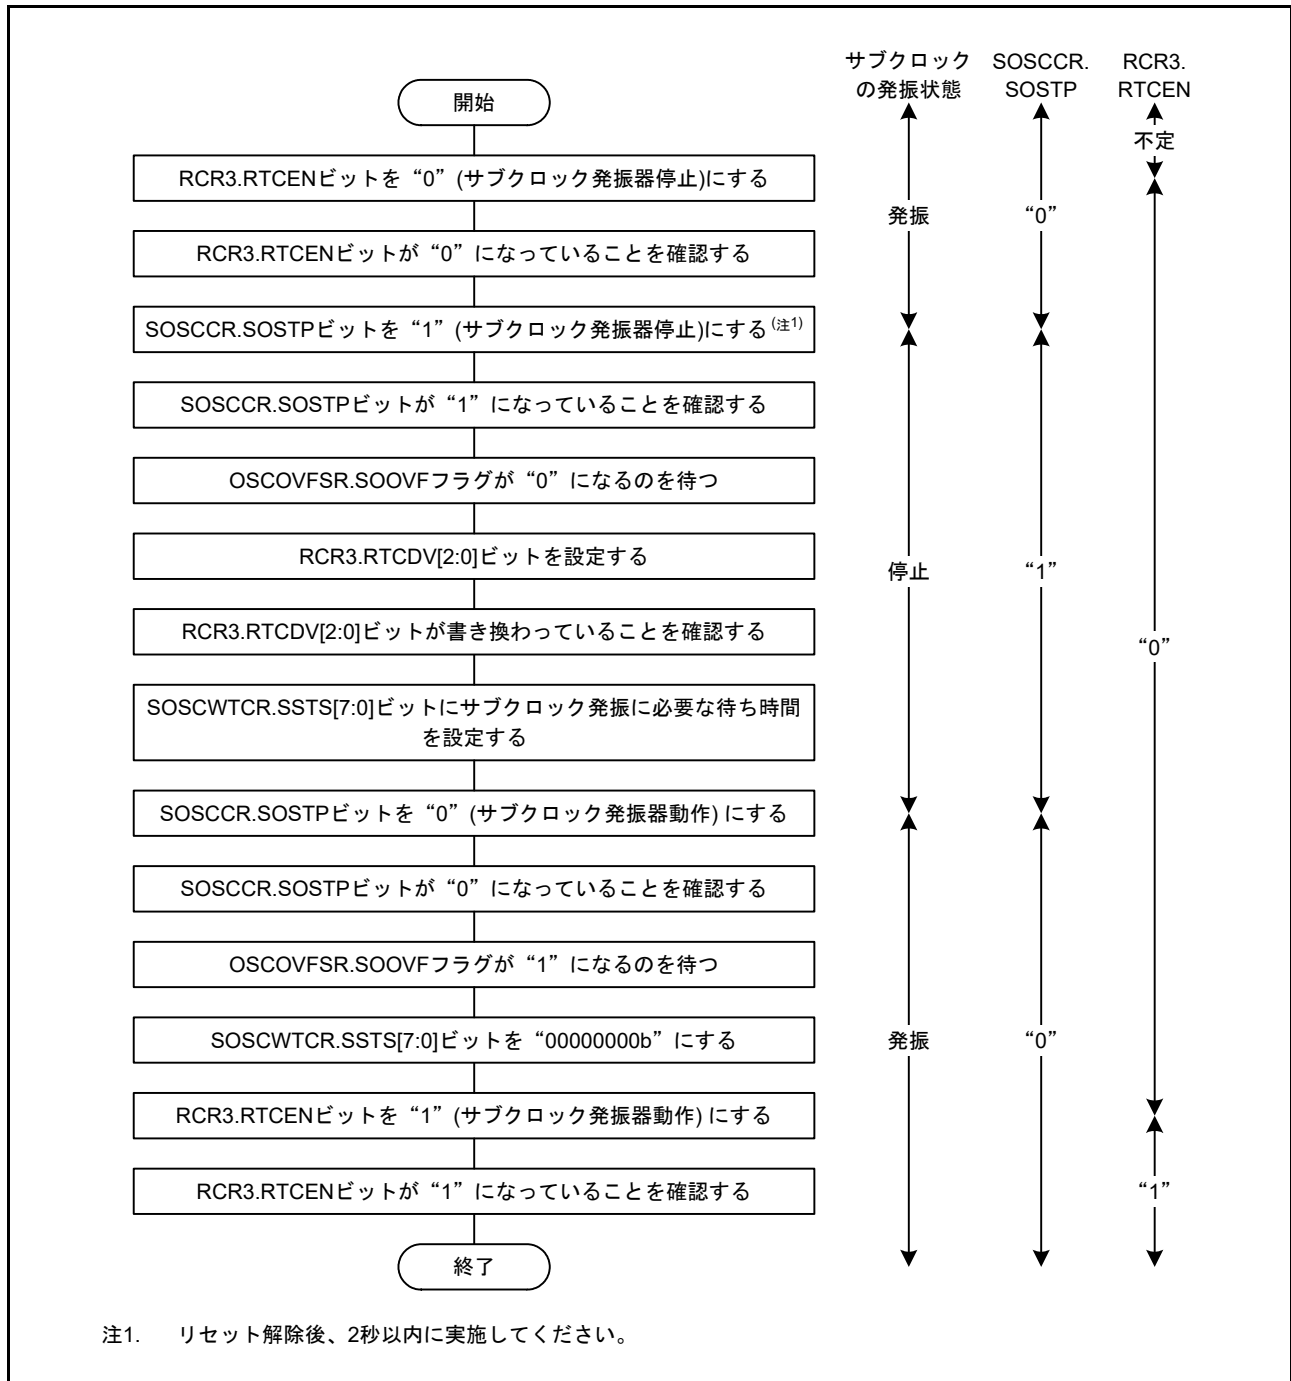 サブクロック
の発振状態
SOSCCR.
SOSTP
RCR3.
RTCEN
開始
不定
RCR3.RTCENビットを“0”(サブクロック発振器停止)にする
発振
“0”
RCR3.RTCENビットが“0”になっていることを確認する
SOSCCR.SOSTPビットを“1”(サブクロック発振器停止)にする(注1)
SOSCCR.SOSTPビットが“1”になっていることを確認する
OSCOVFSR.SOOVFフラグが“0”になるのを待つ
RCR3.RTCDV[2:0]ビットを設定する
停止
“1”
RCR3.RTCDV[2:0]ビットが書き換わっていることを確認する
“0”
SOSCWTCR.SSTS[7:0]ビットにサブクロック発振に必要な待ち時間
を設定する
SOSCCR.SOSTPビットを“0”(サブクロック発振器動作) にする
SOSCCR.SOSTPビットが“0”になっていることを確認する
OSCOVFSR.SOOVFフラグが“1”になるのを待つ
SOSCWTCR.SSTS[7:0]ビットを“00000000b”にする
発振
“0”
RCR3.RTCENビットを“1”(サブクロック発振器動作) にする
RCR3.RTCENビットが“1”になっていることを確認する
“1”
終了
注1. リセット解除後、2秒以内に実施してください。